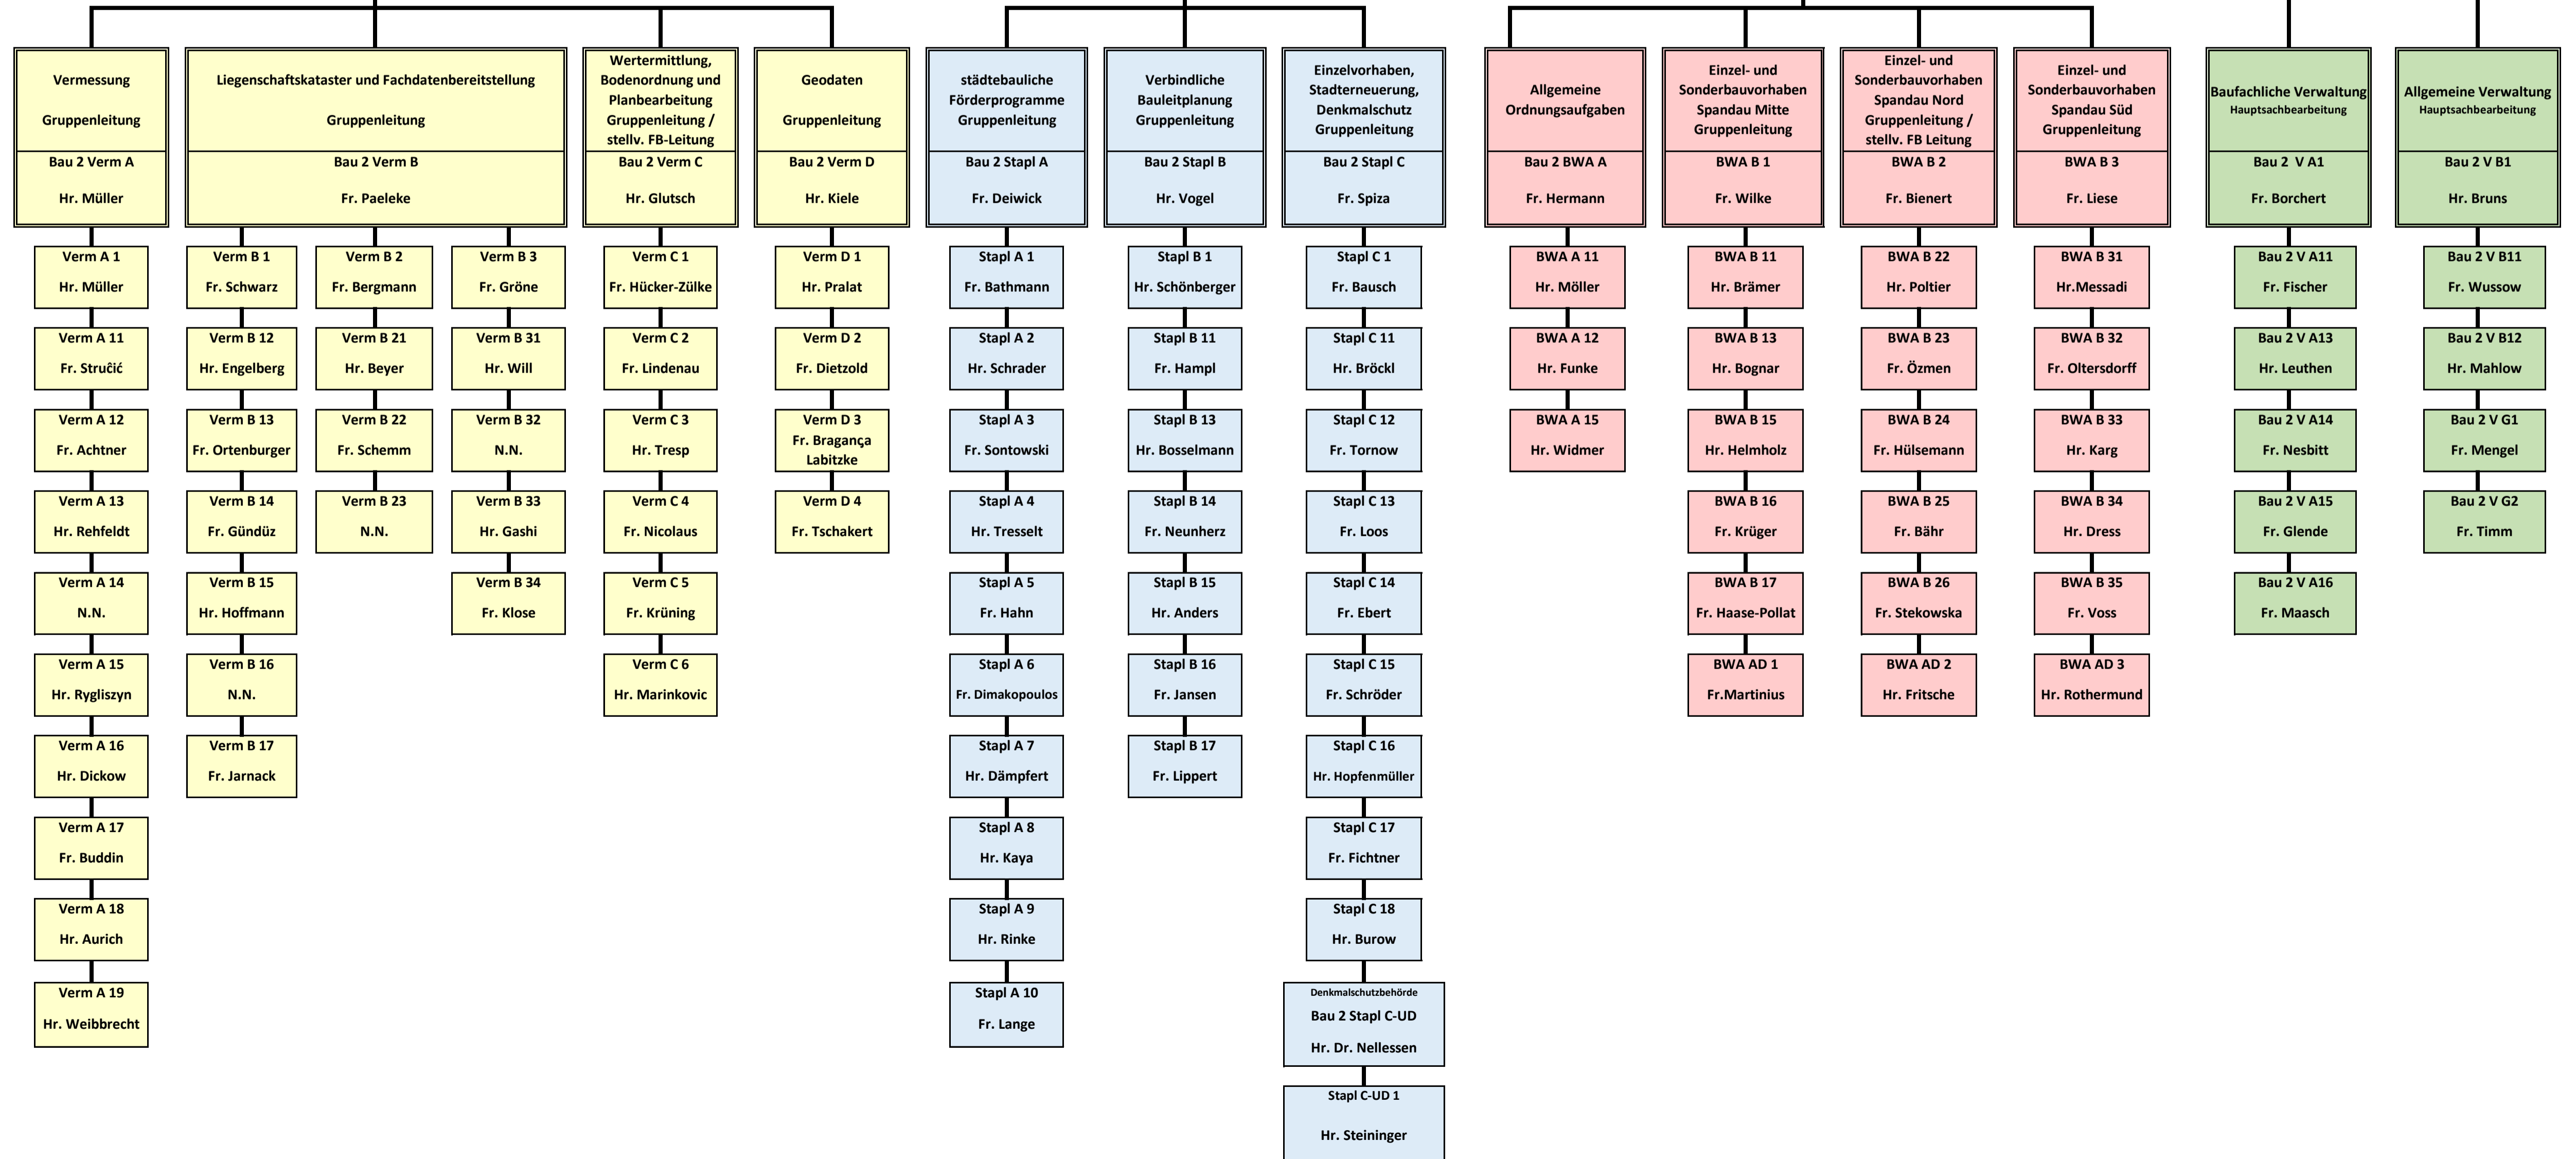 Vermessung
Gruppenleitung
Bau 2 Verm A
Hr. Müller
Verm A 1
Hr. Müller
Verm A 11
Fr. Struĉić
Verm A 12
Fr. Achtner
Verm A 13
Hr. Rehfeldt
Verm A 14
N.N.
Verm A 15
Hr. Rygliszyn
Verm A 16
Hr. Dickow
Verm A 17
Fr. Buddin
Verm A 18
Hr. Aurich
Verm A 19
Hr. Weibbrecht
Liegenschaftskataster und Fachdatenbereitstellung
Gruppenleitung
Bau 2 Verm B
Fr. Paeleke
Verm B 1
Fr. Schwarz
Verm B 12
Hr. Engelberg
Verm B 13
Fr. Ortenburger
Verm B 14
Fr. Gündüz
Verm B 15
Hr. Hoffmann
Verm B 16
N.N.
Verm B 17
Fr. Jarnack
Verm B 2
Fr. Bergmann
Verm B 21
Hr. Beyer
Verm B 22
Fr. Schemm
Verm B 23
N.N.
Verm B 3
Fr. Gröne
Verm B 31
Hr. Will
Verm B 32
N.N.
Verm B 33
Hr. Gashi
Verm B 34
Fr. Klose
Wertermittlung,
Bodenordnung und
Planbearbeitung
Gruppenleitung /
stellv. FB-Leitung
Bau 2 Verm C
Hr. Glutsch
Verm C 1
Fr. Hücker-Zülke
Verm C 2
Fr. Lindenau
Verm C 3
Hr. Tresp
Verm C 4
Fr. Nicolaus
Verm C 5
Fr. Krüning
Verm C 6
Hr. Marinkovic
Geodaten
Gruppenleitung
Bau 2 Verm D
Hr. Kiele
Verm D 1
Hr. Pralat
Verm D 2
Fr. Dietzold
Verm D 3
Fr. Bragança
Labitzke
Verm D 4
Fr. Tschakert
städtebauliche
Förderprogramme
Gruppenleitung
Bau 2 Stapl A
Fr. Deiwick
Stapl A 1
Fr. Bathmann
Stapl A 2
Hr. Schrader
Stapl A 3
Fr. Sontowski
Stapl A 4
Hr. Tresselt
Stapl A 5
Fr. Hahn
Stapl A 6
Fr. Dimakopoulos
Stapl A 7
Hr. Dämpfert
Stapl A 8
Hr. Kaya
Stapl A 9
Hr. Rinke
Stapl A 10
Fr. Lange
Verbindliche
Bauleitplanung
Gruppenleitung
Bau 2 Stapl B
Hr. Vogel
Stapl B 1
Hr. Schönberger
Stapl B 11
Fr. Hampl
Stapl B 13
Hr. Bosselmann
Stapl B 14
Fr. Neunherz
Stapl B 15
Hr. Anders
Stapl B 16
Fr. Jansen
Stapl B 17
Fr. Lippert
Einzelvorhaben,
Stadterneuerung,
Denkmalschutz
Gruppenleitung
Bau 2 Stapl C
Fr. Spiza
Stapl C 1
Fr. Bausch
Stapl C 11
Hr. Bröckl
Stapl C 12
Fr. Tornow
Stapl C 13
Fr. Loos
Stapl C 14
Fr. Ebert
Stapl C 15
Fr. Schröder
Stapl C 16
Hr. Hopfenmüller
Stapl C 17
Fr. Fichtner
Stapl C 18
Hr. Burow
Denkmalschutzbehörde
Bau 2 Stapl C-UD
Hr. Dr. Nellessen
Stapl C-UD 1
Hr. Steininger
Allgemeine
Ordnungsaufgaben
Bau 2 BWA A
Fr. Hermann
BWA A 11
Hr. Möller
BWA A 12
Hr. Funke
BWA A 15
Hr. Widmer
Einzel- und
Sonderbauvorhaben
Spandau Mitte
Gruppenleitung
BWA B 1
Fr. Wilke
BWA B 11
Hr. Brämer
BWA B 13
Hr. Bognar
BWA B 15
Hr. Helmholz
BWA B 16
Fr. Krüger
BWA B 17
Fr. Haase-Pollat
BWA AD 1
Fr.Martinius
Einzel- und
Sonderbauvorhaben
Spandau Nord
Gruppenleitung /
stellv. FB Leitung
BWA B 2
Fr. Bienert
BWA B 22
Hr. Poltier
BWA B 23
Fr. Özmen
BWA B 24
Fr. Hülsemann
BWA B 25
Fr. Bähr
BWA B 26
Fr. Stekowska
BWA AD 2
Hr. Fritsche
Einzel- und
Sonderbauvorhaben
Spandau Süd
Gruppenleitung
BWA B 3
Fr. Liese
BWA B 31
Hr.Messadi
BWA B 32
Fr. Oltersdorff
BWA B 33
Hr. Karg
BWA B 34
Hr. Dress
BWA B 35
Fr. Voss
BWA AD 3
Hr. Rothermund
Baufachliche Verwaltung
Hauptsachbearbeitung
Bau 2 V A1
Fr. Borchert
Bau 2 V A11
Fr. Fischer
Bau 2 V A13
Hr. Leuthen
Bau 2 V A14
Fr. Nesbitt
Bau 2 V A15
Fr. Glende
Bau 2 V A16
Fr. Maasch
Allgemeine Verwaltung
Hauptsachbearbeitung
Bau 2 V B1
Hr. Bruns
Bau 2 V B11
Fr. Wussow
Bau 2 V B12
Hr. Mahlow
Bau 2 V G1
Fr. Mengel
Bau 2 V G2
Fr. Timm